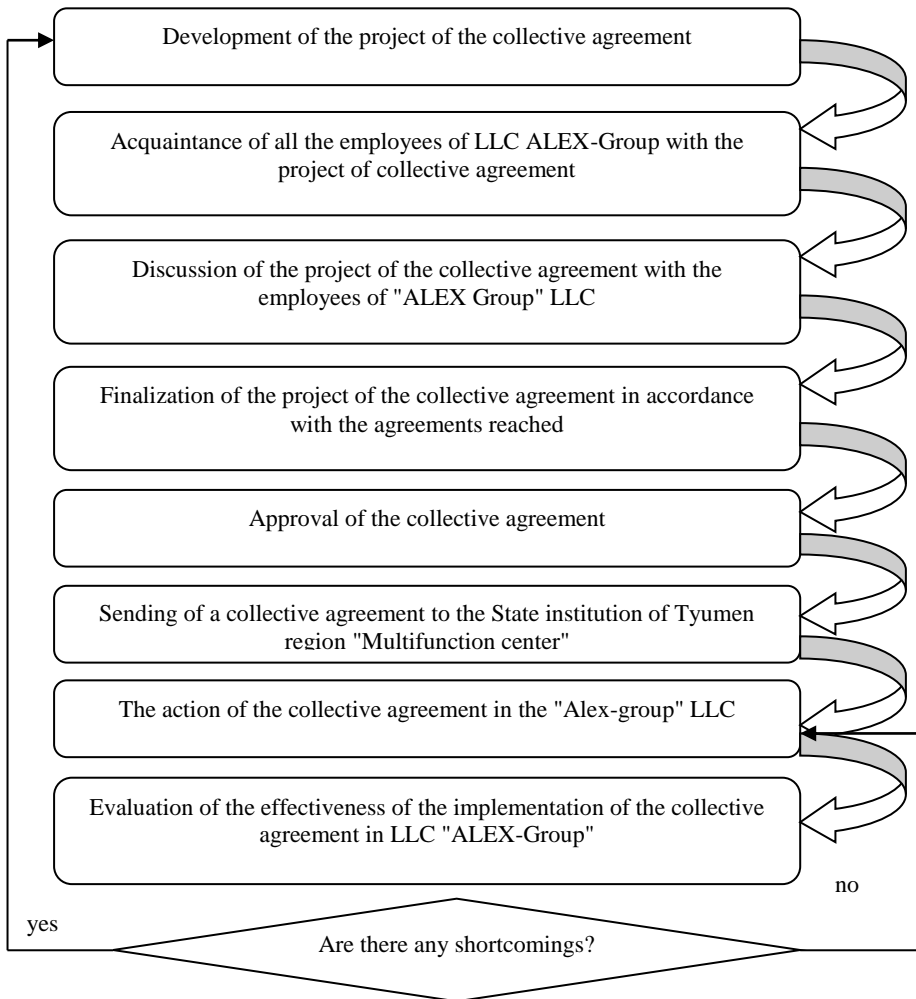 Development of the project of the collective agreement
Acquaintance of all the employees of LLC ALEX-Group with the
project of collective agreement
Discussion of the project of the collective agreement with the
employees of "ALEX Group" LLC
Finalization of the project of the collective agreement in accordance
with the agreements reached
Approval of the collective agreement
Sending of a collective agreement to the State institution of Tyumen
region "Multifunction center"
The action of the collective agreement in the "Alex-group" LLC
Evaluation of the effectiveness of the implementation of the collective
agreement in LLC "ALEX-Group"
no
yes
Are there any shortcomings?